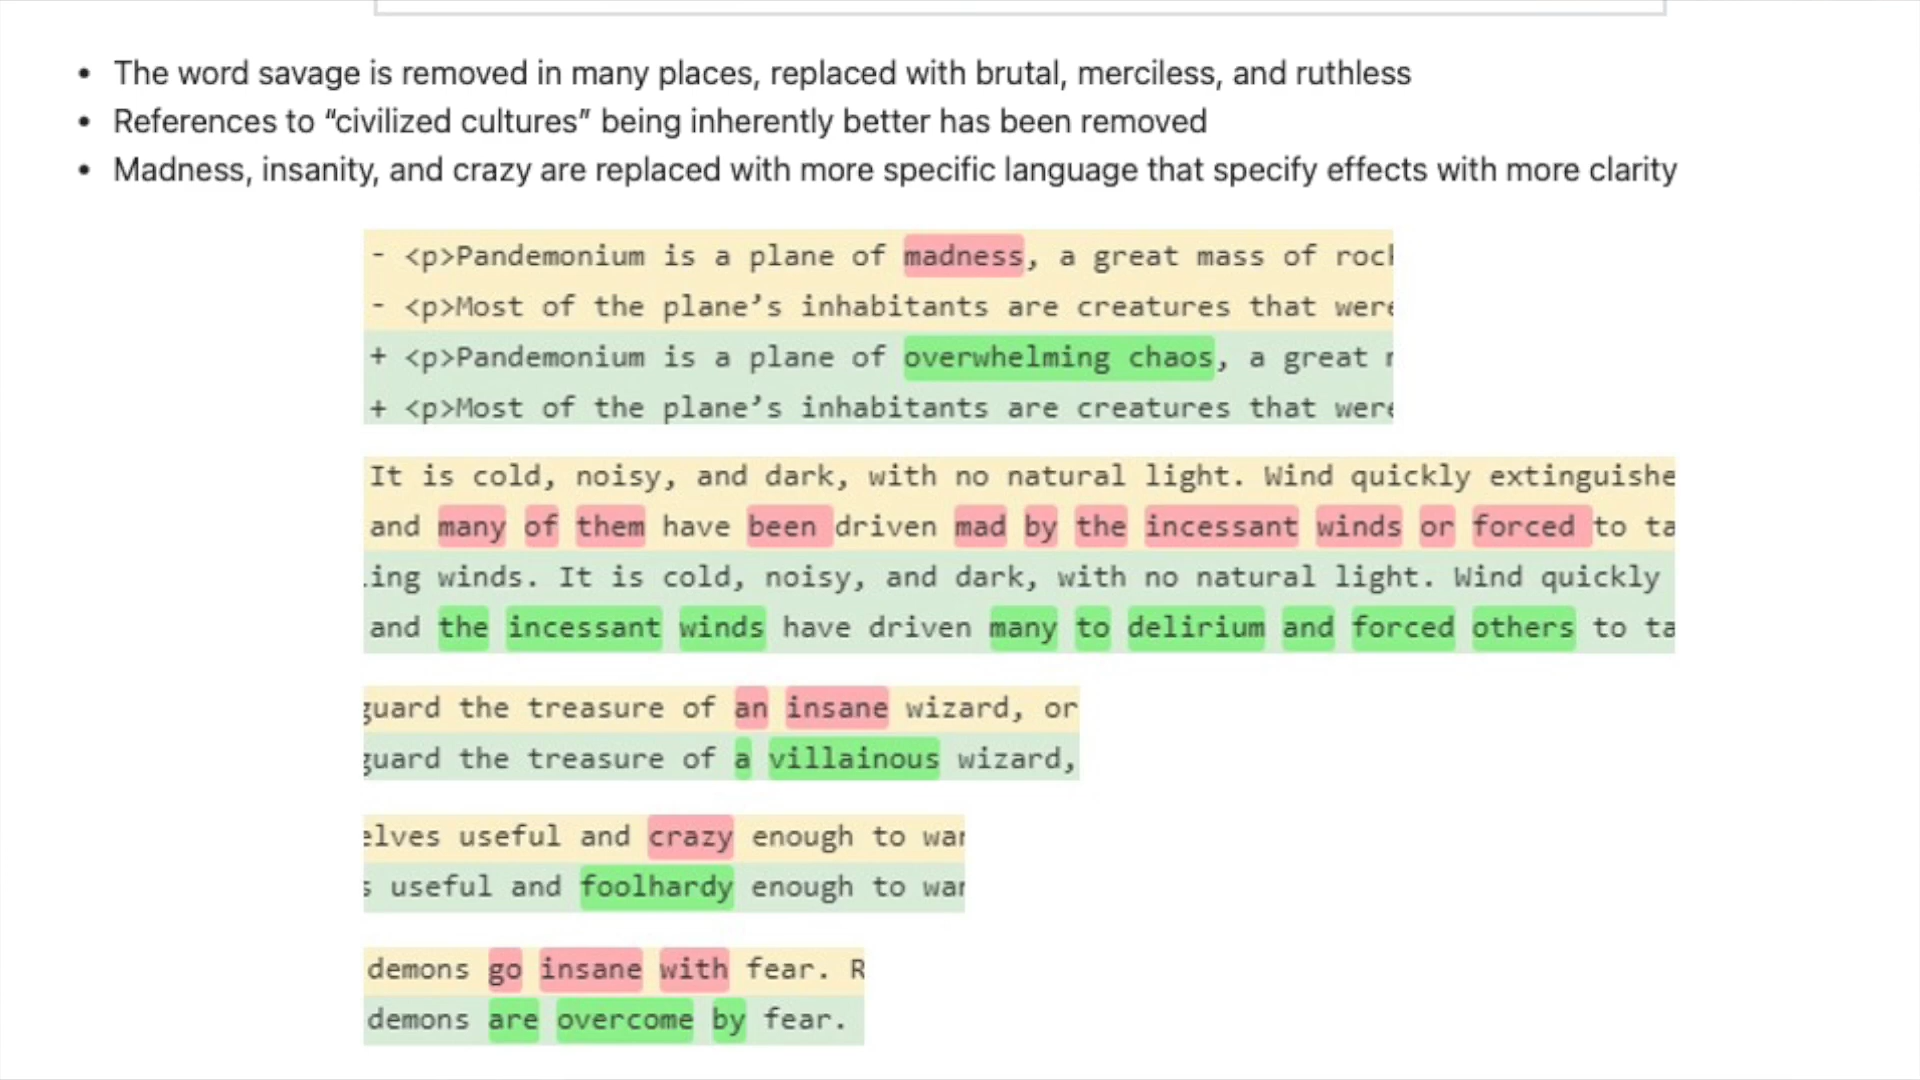 • The word savage is removed in many places, replaced with brutal, merciless, and ruthless
• References to “civilized cultures” being inherently better has been removed
• Madness, insanity, and crazy are replaced with more specific language that specify effects with more clarity
- <p>Pandemonium is a plane of madness, a great mass of rock
- <p>Most of the plane’s inhabitants are creatures that were
+ <p>Pandemonium is a plane of overwhelming chaos, a great
+ <p>Most of the plane’s inhabitants are creatures that were
It is cold, noisy, and dark, with no natural light. Wind quickly extinguishe
and many of them have been driven mad by the incessant winds or forced to ta
ing winds. It is cold, noisy, and dark, with no natural light. Wind quickly
and the incessant winds have driven many to delirium and forced others to ta
guard the treasure of an insane wizard, or
guard the treasure of a villainous wizard,
elves useful and crazy enough to war
s useful and foolhardy enough to war
demons go insane with fear. R
demons are overcome by fear.